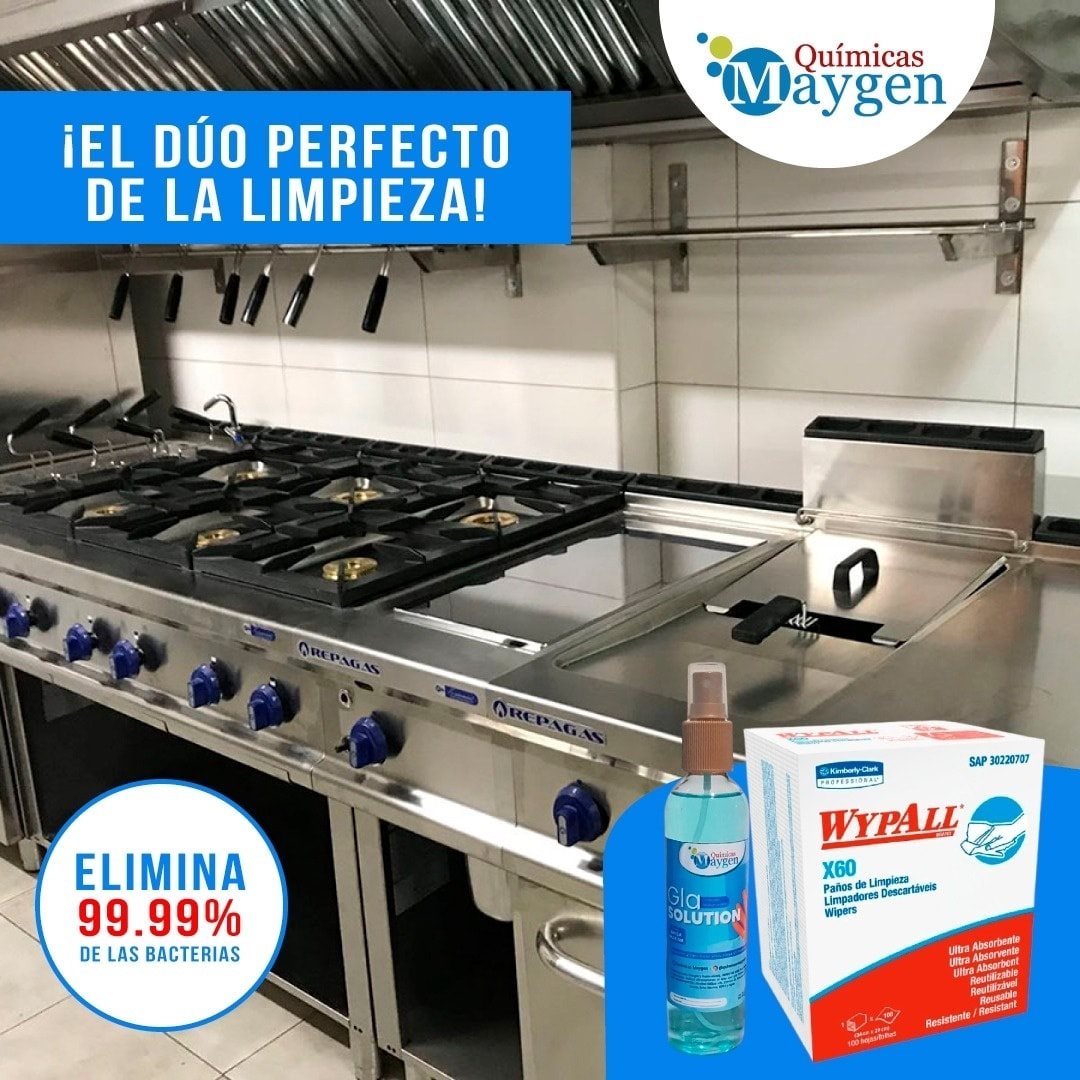 Químicas
Maygen
¡EL DÚO PERFECTO
DE LA LIMPIEZA!
REPAGAS
REPAGAS
ELIMINA
99.99%
DE LAS BACTERIAS
Químicas
Maygen
Gla
SOLUTION
Kimberly-Clark
PROFESSIONAL
SAP 30220707
X60
WYPALL
X60
Paños de Limpieza
Limpadores Descartáveis
Wipers
Ultra Absorbente
Ultra Absorvente
Ultra Absorbent
Reutilizable
Reutilizável
Reusable
Resistente / Resistant
100 hojas/folhas